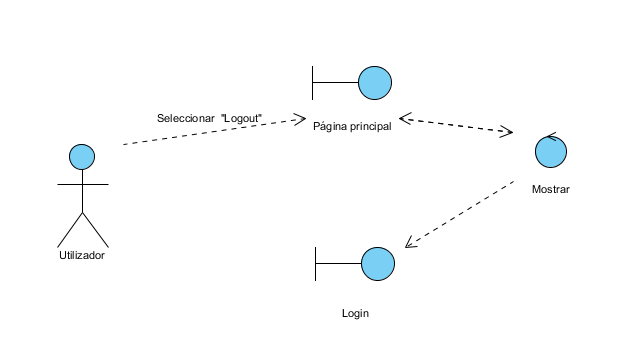 Seleccionar "Logout"
Página principal
Mostrar
Utilizador
Login